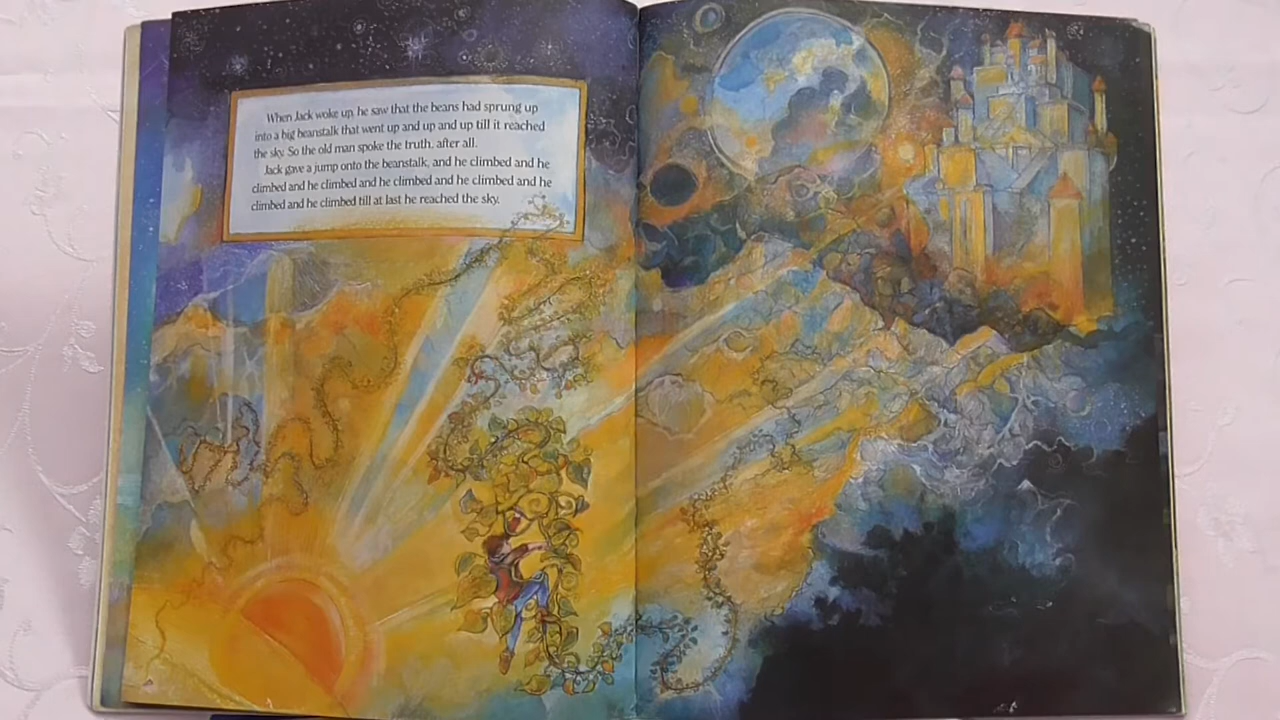 When Jack woke up, he saw that the beans had sprung up
into a big beanstalk that went up and up and up till it reached
the sky. So the old man spoke the truth, after all.
Jack gave a jump onto the beanstalk, and he climbed and he
climbed and he climbed and he climbed and he climbed and he
climbed and he climbed till at last he reached the sky.